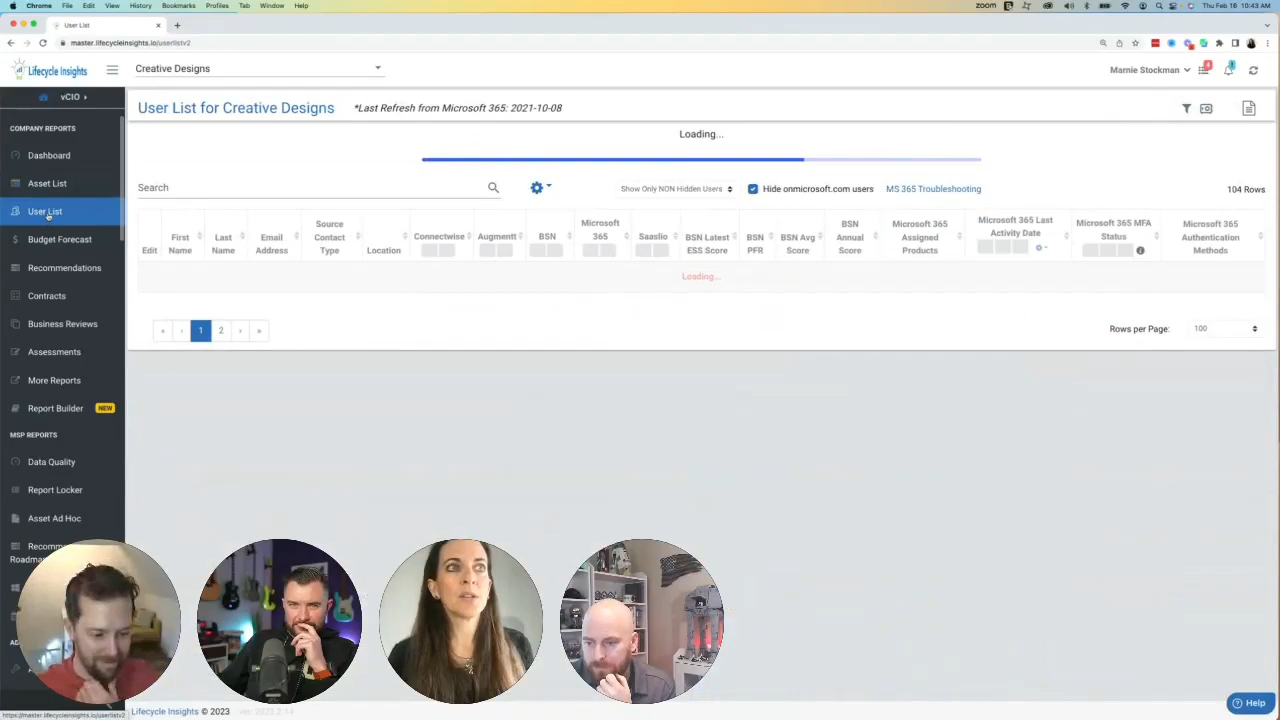 Chrome File Edit View History Bookmarks Profiles Tab Window Help
zoom
Thu Feb 16 10:43 AM
User List
master.lifecycleinsights.io/userlistv2
Lifecycle Insights
Creative Designs
Marnie Stockman
4
vCIO
User List for Creative Designs
*Last Refresh from Microsoft 365: 2021-10-08
COMPANY REPORTS
Dashboard
Asset List
User List
Budget Forecast
Recommendations
Contracts
Business Reviews
Assessments
More Reports
Report Builder NEW
MSP REPORTS
Data Quality
Report Locker
Asset Ad Hoc
Loading...
Search
Show Only NON Hidden Users
Hide onmicrosoft.com users
MS 365 Troubleshooting
104 Rows
Edit
First Name
Last Name
Email Address
Source Contact Type
Location
Connectwise
Augmentt
BSN
Microsoft 365
Saaslio
BSN Latest ESS Score
BSN PFR
BSN Avg Score
BSN Annual Score
Microsoft 365 Assigned Products
Microsoft 365 Last Activity Date
Microsoft 365 MFA Status
Microsoft 365 Authentication Methods
Loading...
« ‹ 1 2 › »
Rows per Page: 100
https://master.lifecycleinsights.io/userlistv2
Lifecycle Insights © 2023
Help